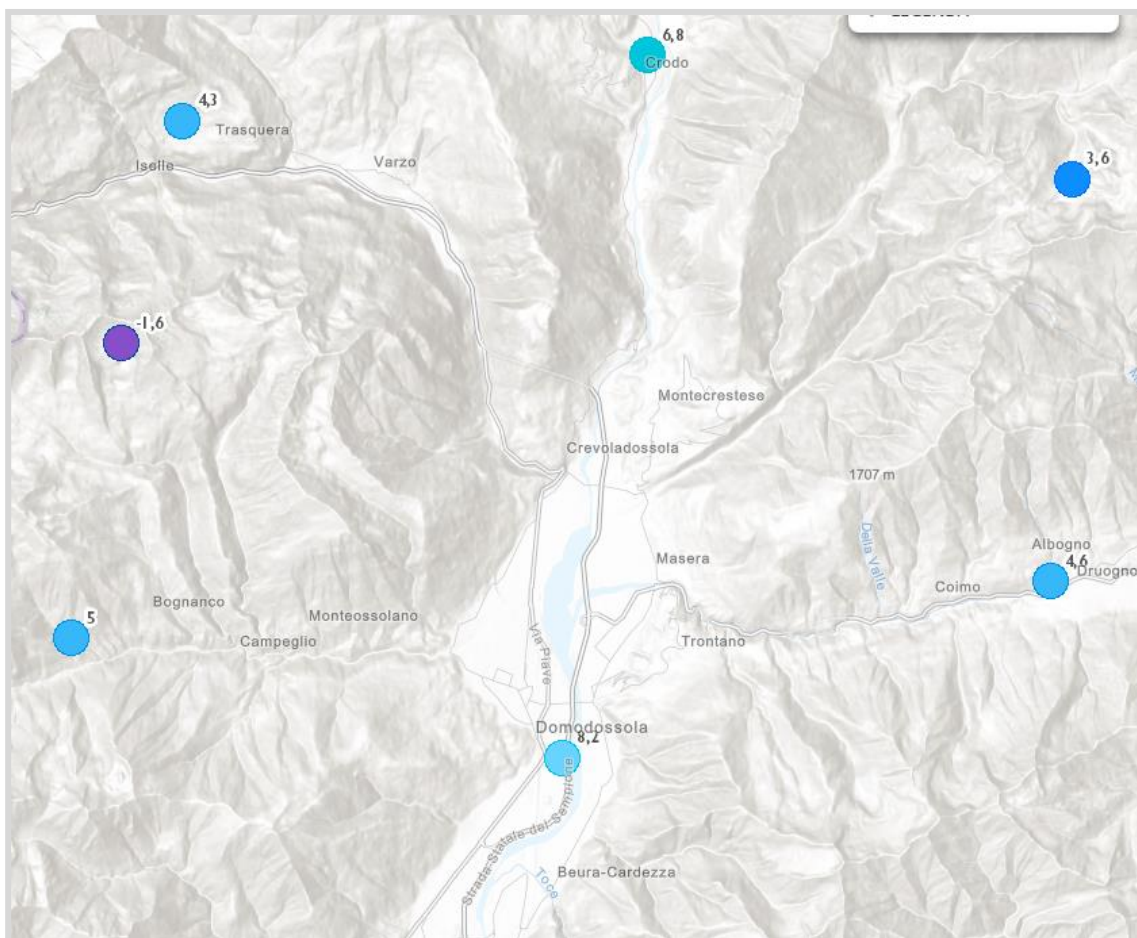 6,8
Crodo
4,3
Trasquera
Iselle
Varzo
3,6
-1,6
Montecrestese
Crevoladossola
1707 m
Della Valle
Masera
Albogno
4,6
Druogno
Coimo
5
Bognanco
Monteossolano
Campeglio
Via Piave
Trontano
Domodossola
8,2
Strada Statale del Sempione
Beura-Cardezza
Toce